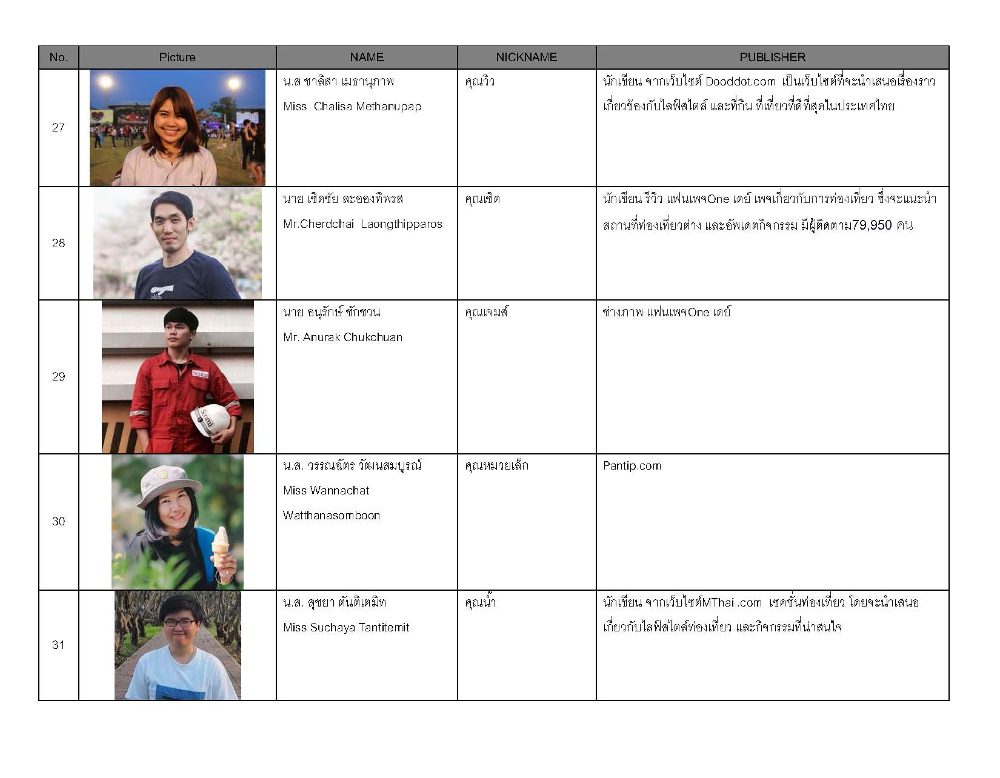 No. Picture NAME NICKNAME PUBLISHER
27
น.ส ชาลิสา เมธานุภาพ
Miss  Chalisa Methanupap
คุณวิว
นักเขียน จากเว็บไซต์ Dooddot.com  เป็นเว็บไซต์ที่จะนำเสนอเรื่องราว
เกี่ยวข้องกับไลฟ์สไตล์ และที่กิน ที่เที่ยวที่ดีที่สุดในประเทศไทย
28
นาย เชิดชัย ละอองทิพรส
Mr.Cherdchai  Laongthipparos
คุณเชิด
นักเขียน รีวิว แฟนเพจOne เดย์ เพจเกี่ยวกับการท่องเที่ยว ซึ่งจะแนะนำ
สถานที่ท่องเที่ยวต่าง และอัพเดตกิจกรรม มีผู้ติดตาม79,950 คน
29
Scomi
Scomi
นาย อนุรักษ์ ชักชวน
Mr. Anurak Chukchuan
คุณเจมส์
ช่างภาพ แฟนเพจOne เดย์
30
น.ส. วรรณฉัตร วัฒนสมบูรณ์
Miss Wannachat
Watthanasomboon
คุณหมวยเล็ก
Pantip.com
31
น.ส. สุชยา ตันติเตมิท
Miss Suchaya Tantitemit
คุณน้ำ
นักเขียน จากเว็บไซต์MThai .com  เซคชั่นท่องเที่ยว โดยจะนำเสนอ
เกี่ยวกับไลฟ์สไตล์ท่องเที่ยว และกิจกรรมที่น่าสนใจ